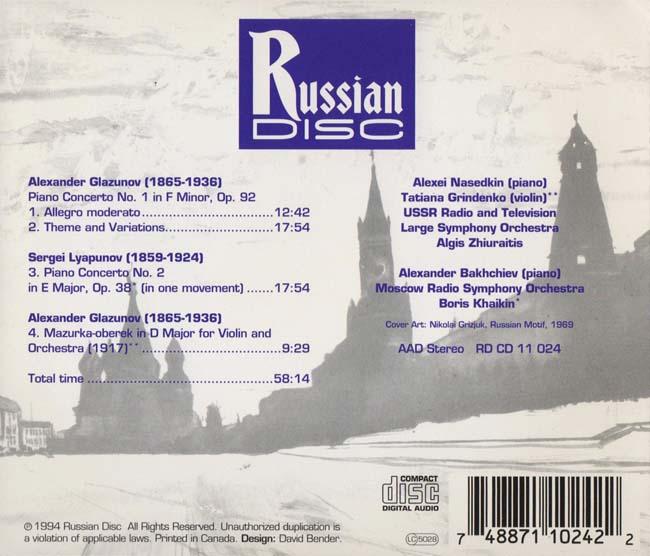 Russian
DISC
Alexander Glazunov (1865-1936)
Piano Concerto No. 1 in F Minor, Op. 92
1. Allegro moderato..............................12:42
2. Theme and Variations.........................17:54
Sergei Lyapunov (1859-1924)
3. Piano Concerto No. 2
in E Major, Op. 38* (in one movement) .......17:54
Alexander Glazunov (1865-1936)
4. Mazurka-oberek in D Major for Violin and
Orchestra (1917)** ................................9:29
Total time ...............................................58:14
Alexei Nasedkin (piano)
Tatiana Grindenko (violin)**
USSR Radio and Television
Large Symphony Orchestra
Algis Zhiuraitis
Alexander Bakhchiev (piano)
Moscow Radio Symphony Orchestra
Boris Khaikin*
Cover Art: Nikolai Grizjuk, Russian Motif, 1969
AAD Stereo RD CD 11 024
℗ 1994 Russian Disc All Rights Reserved. Unauthorized duplication is
a violation of applicable laws. Printed in Canada. Design: David Bender.
COMPACT
disc
DIGITAL AUDIO
LC 5028
7 48871 10242 2